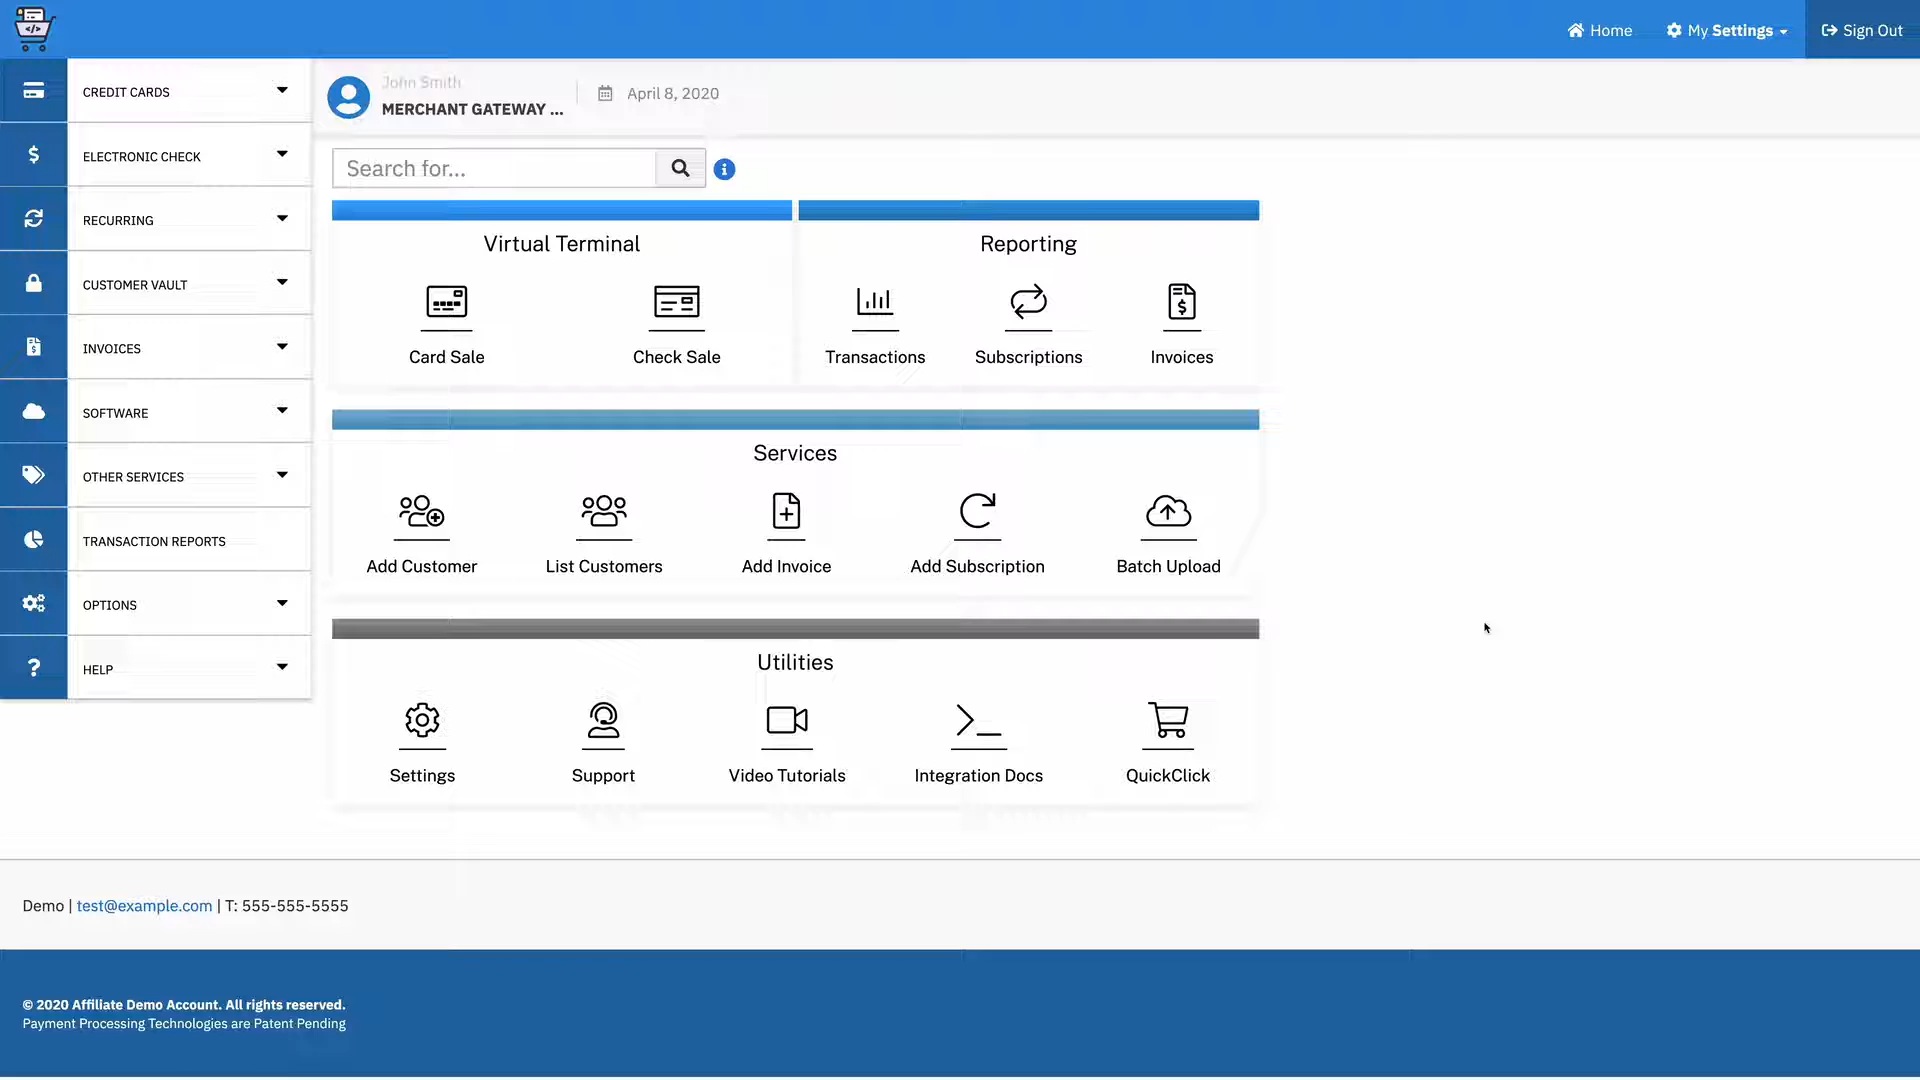 Home
My Settings
Sign Out
CREDIT CARDS
ELECTRONIC CHECK
RECURRING
CUSTOMER VAULT
INVOICES
SOFTWARE
OTHER SERVICES
TRANSACTION REPORTS
OPTIONS
HELP
John Smith
MERCHANT GATEWAY ...
April 8, 2020
Search for...
Virtual Terminal
Card Sale
Check Sale
Reporting
Transactions
Subscriptions
Invoices
Services
Add Customer
List Customers
Add Invoice
Add Subscription
Batch Upload
Utilities
Settings
Support
Video Tutorials
Integration Docs
QuickClick
Demo | test@example.com | T: 555-555-5555
© 2020 Affiliate Demo Account. All rights reserved.
Payment Processing Technologies are Patent Pending